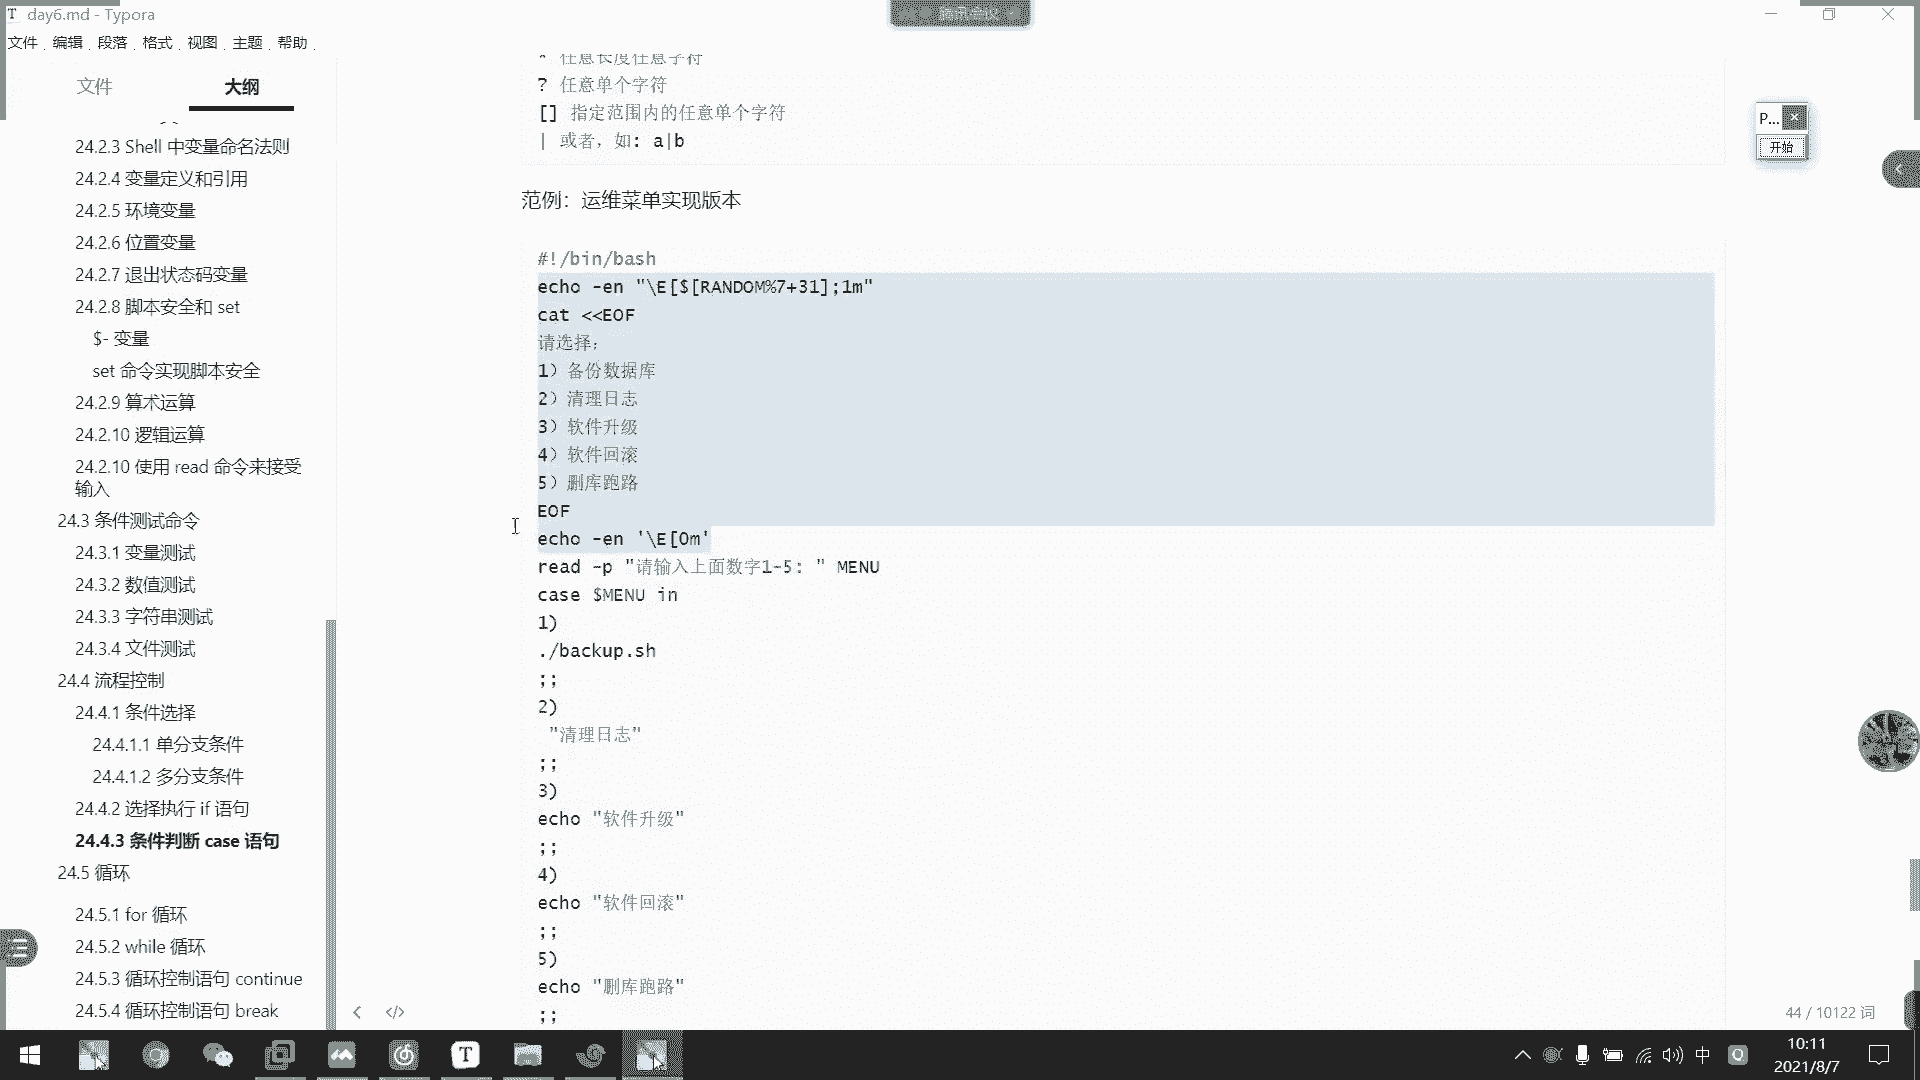 day6.md - Typora
腾讯会议
文件 编辑 段落 格式 视图 主题 帮助
文件 大纲
24.2.3 Shell 中变量命名法则
24.2.4 变量定义和引用
24.2.5 环境变量
24.2.6 位置变量
24.2.7 退出状态码变量
24.2.8 脚本安全和 set
$- 变量
set 命令实现脚本安全
24.2.9 算术运算
24.2.10 逻辑运算
24.2.10 使用 read 命令来接受
输入
24.3 条件测试命令
24.3.1 变量测试
24.3.2 数值测试
24.3.3 字符串测试
24.3.4 文件测试
24.4 流程控制
24.4.1 条件选择
24.4.1.1 单分支条件
24.4.1.2 多分支条件
24.4.2 选择执行 if 语句
24.4.3 条件判断 case 语句
24.5 循环
24.5.1 for 循环
24.5.2 while 循环
24.5.3 循环控制语句 continue
24.5.4 循环控制语句 break
* 任意长度任意字符
? 任意单个字符
[] 指定范围内的任意单个字符
| 或者，如: a|b
范例：运维菜单实现版本
#!/bin/bash
echo -en "\E[$[RANDOM%7+31];1m"
cat <<EOF
请选择：
1）备份数据库
2）清理日志
3）软件升级
4）软件回滚
5）删库跑路
EOF
echo -en '\E[0m'
read -p "请输入上面数字1-5: " MENU
case $MENU in
1)
./backup.sh
;;
2)
"清理日志"
;;
3)
echo "软件升级"
;;
4)
echo "软件回滚"
;;
5)
echo "删库跑路"
;;
P...
开始
44 / 10122 词
中
10:11
2021/8/7